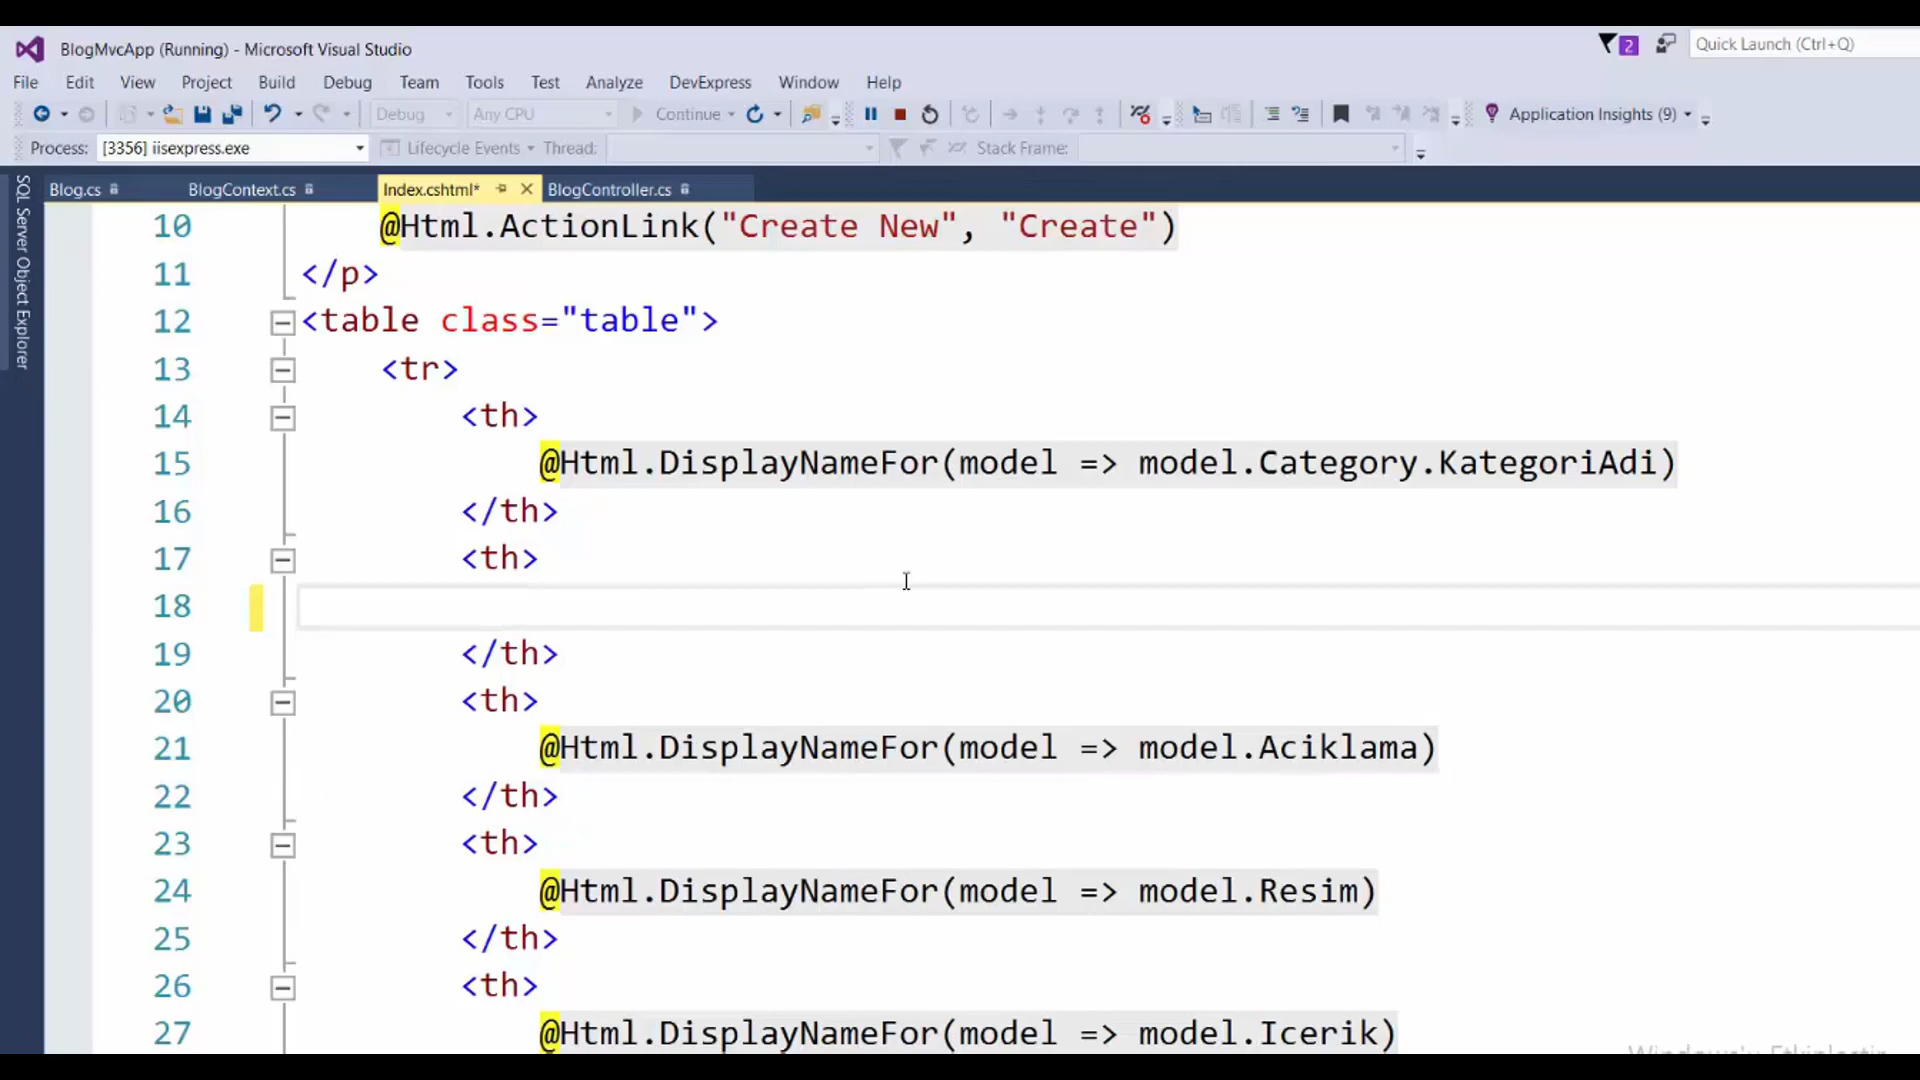 BlogMvcApp (Running) - Microsoft Visual Studio
2
Quick Launch (Ctrl+Q)
File Edit View Project Build Debug Team Tools Test Analyze DevExpress Window Help
Debug Any CPU Continue Application Insights (9)
Process: [3356] iisexpress.exe Lifecycle Events Thread: Stack Frame:
SQL Server Object Explorer
Blog.cs BlogContext.cs Index.cshtml* BlogController.cs
10 @Html.ActionLink("Create New", "Create")
11 </p>
12 <table class="table">
13 <tr>
14 <th>
15 @Html.DisplayNameFor(model => model.Category.KategoriAdi)
16 </th>
17 <th>
18
19 </th>
20 <th>
21 @Html.DisplayNameFor(model => model.Aciklama)
22 </th>
23 <th>
24 @Html.DisplayNameFor(model => model.Resim)
25 </th>
26 <th>
27 @Html.DisplayNameFor(model => model.Icerik)